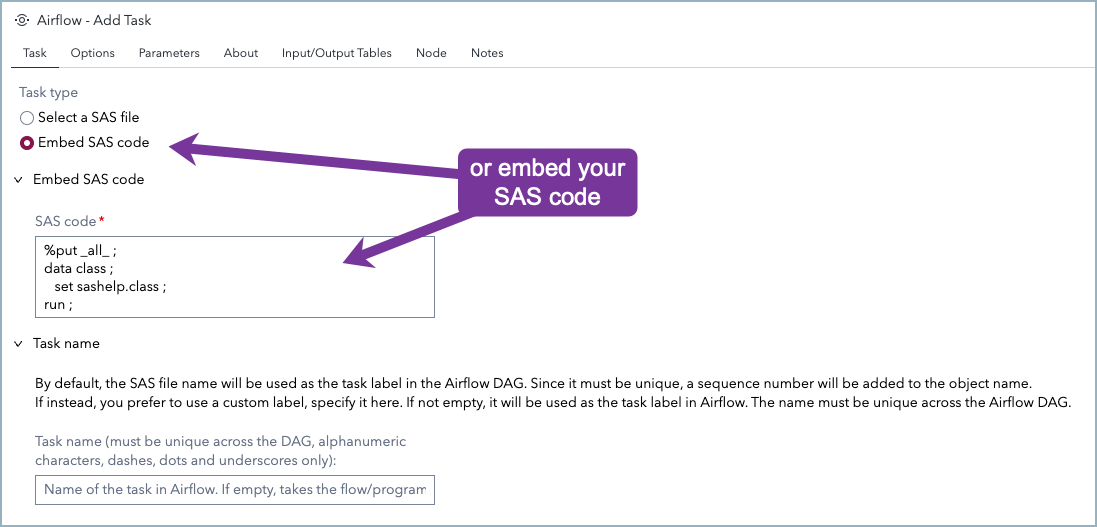 Airflow - Add Task
Task Options Parameters About Input/Output Tables Node Notes
Task type
Select a SAS file
Embed SAS code
or embed your
SAS code
Embed SAS code
SAS code*
%put _all_ ;
data class ;
set sashelp.class ;
run ;
Task name
By default, the SAS file name will be used as the task label in the Airflow DAG. Since it must be unique, a sequence number will be added to the object name.
If instead, you prefer to use a custom label, specify it here. If not empty, it will be used as the task label in Airflow. The name must be unique across the Airflow DAG.
Task name (must be unique across the DAG, alphanumeric
characters, dashes, dots and underscores only):
Name of the task in Airflow. If empty, takes the flow/program